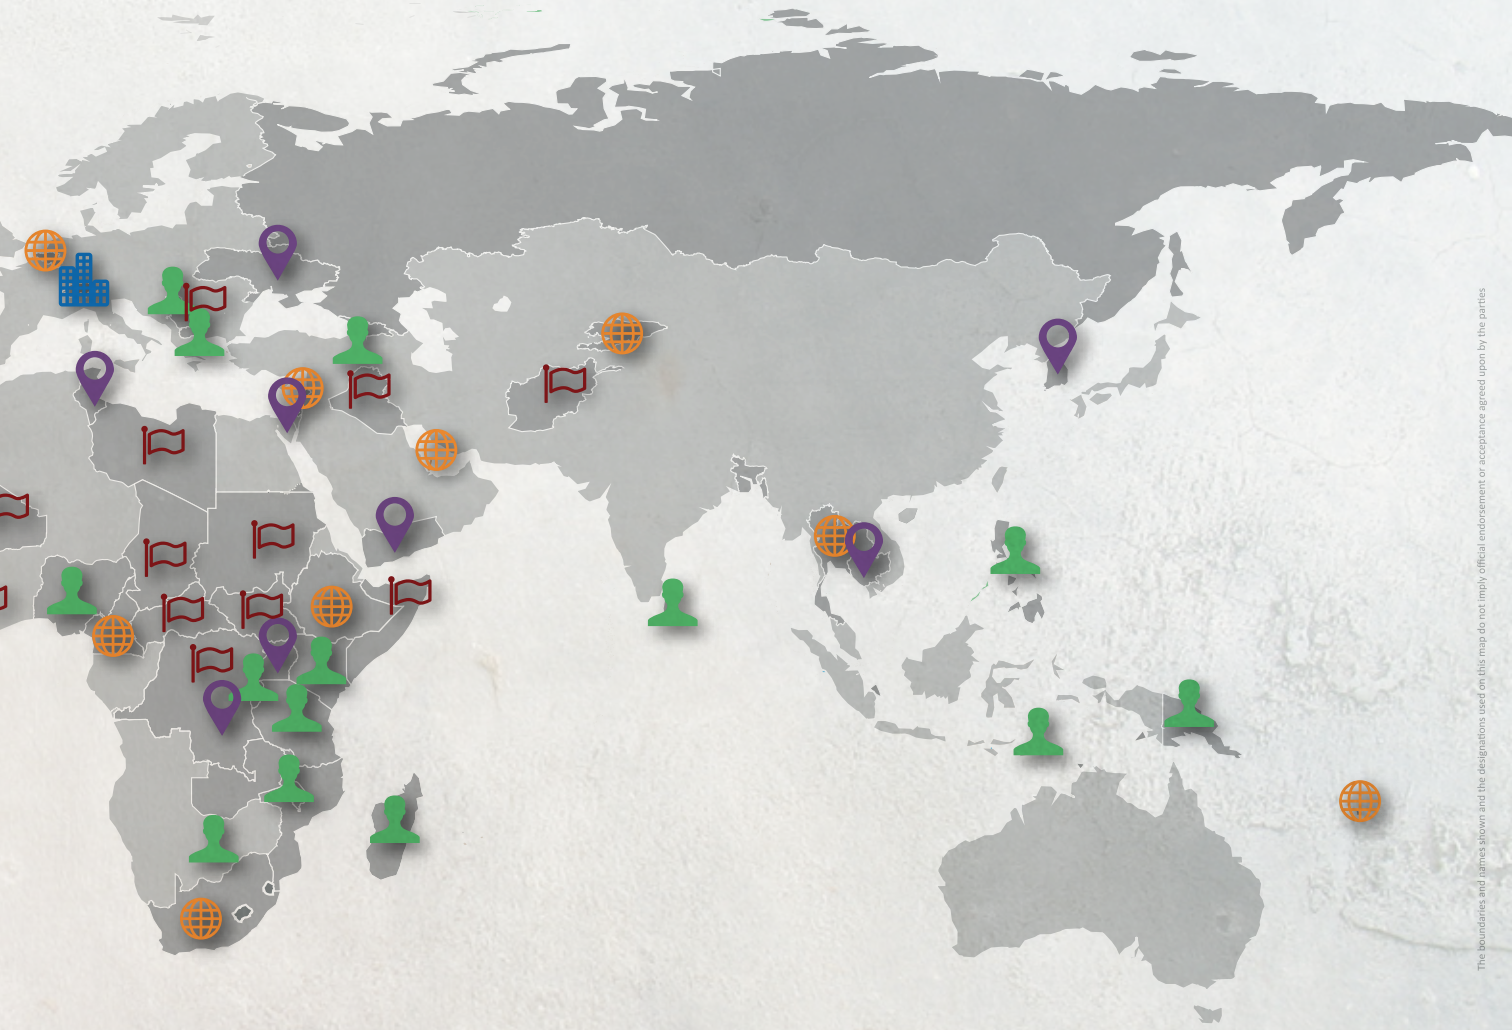 The boundaries and names shown and the designations used on this map do not imply official endorsement or acceptance agreed upon by the parties